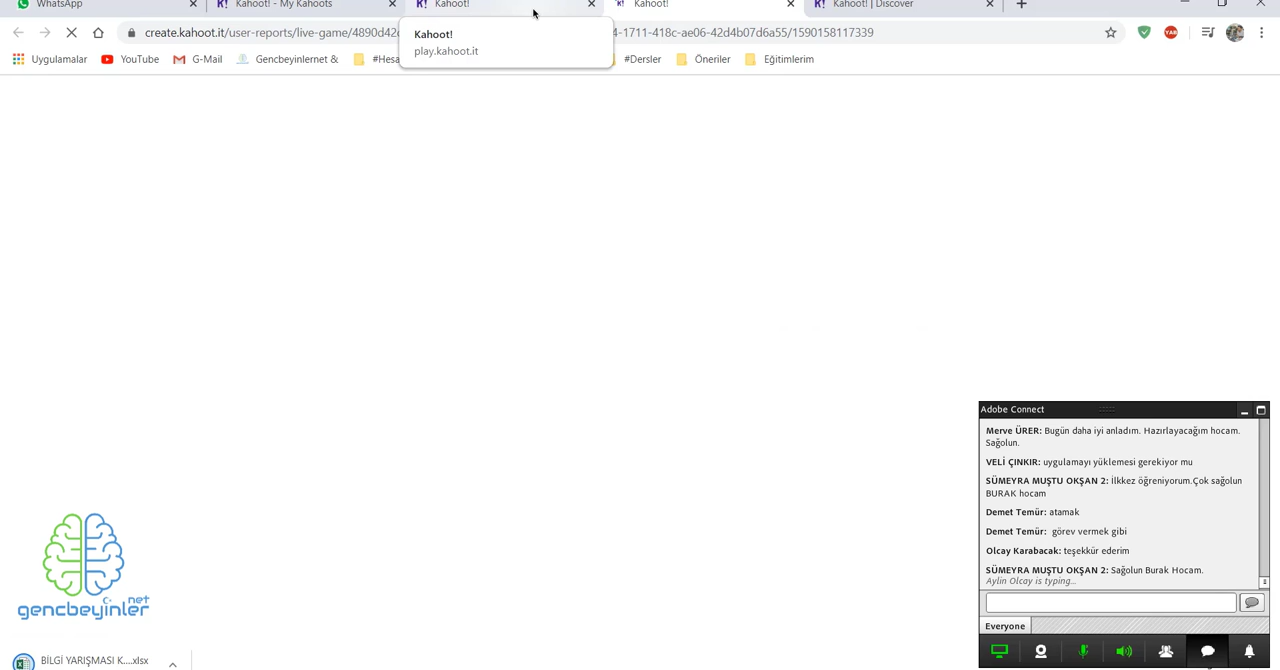 WhatsApp
Kahoot! - My Kahoots
Kahoot!
Kahoot!
Kahoot! | Discover
create.kahoot.it/user-reports/live-game/4890d42
4-1711-418c-ae06-42d4b07d6a55/1590158117339
Kahoot!
play.kahoot.it
Uygulamalar
YouTube
G-Mail
Gencbeyinlernet &
#Hesa
#Dersler
Öneriler
Eğitimlerim
Adobe Connect
Merve ÜRER: Bugün daha iyi anladım. Hazırlayacağım hocam.
Sağolun.
VELİ ÇINKIR: uygulamayı yüklemesi gerekiyor mu
SÜMEYRA MUŞTU OKŞAN 2: İlkkez öğreniyorum.Çok sağolun
BURAK hocam
Demet Temür: atamak
Demet Temür: görev vermek gibi
Olcay Karabacak: teşekkür ederim
SÜMEYRA MUŞTU OKŞAN 2: Sağolun Burak Hocam.
Aylin Olcay is typing...
Everyone
net
gencbeyinler
BİLGİ YARIŞMASI K....xlsx